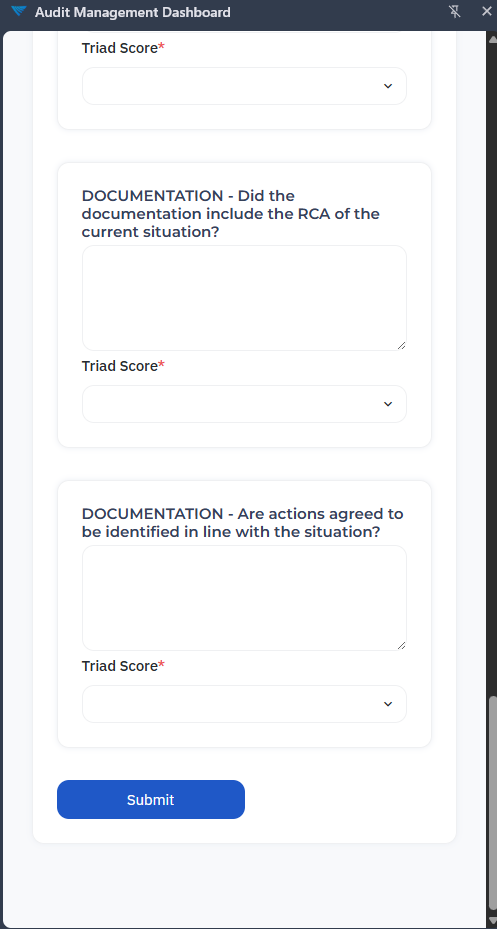 Audit Management Dashboard
Triad Score*
DOCUMENTATION - Did the
documentation include the RCA of the
current situation?
Triad Score*
DOCUMENTATION - Are actions agreed to
be identified in line with the situation?
Triad Score*
Submit